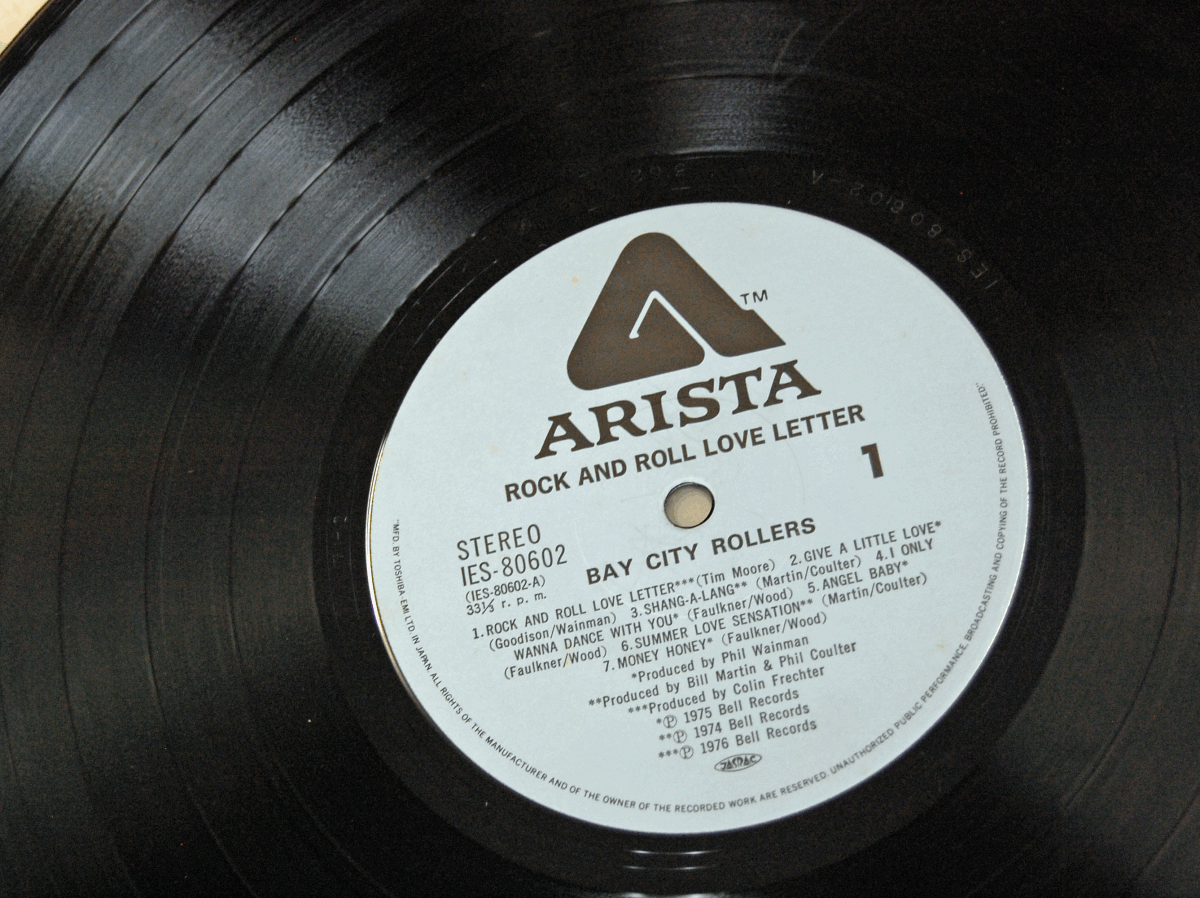 TM
ARISTA
ROCK AND ROLL LOVE LETTER
1
STEREO
IES-80602
(IES-80602-A)
33⅓ r. p. m.
BAY CITY ROLLERS
1.ROCK AND ROLL LOVE LETTER***(Tim Moore) 2.GIVE A LITTLE LOVE*
(Goodison/Wainman) 3.SHANG-A-LANG** (Martin/Coulter) 4.I ONLY
WANNA DANCE WITH YOU* (Faulkner/Wood) 5.ANGEL BABY*
(Faulkner/Wood) 6.SUMMER LOVE SENSATION** (Martin/Coulter)
7.MONEY HONEY* (Faulkner/Wood)
*Produced by Phil Wainman
**Produced by Bill Martin & Phil Coulter
***Produced by Colin Frechter
*Ⓟ 1975 Bell Records
**Ⓟ 1974 Bell Records
***Ⓟ 1976 Bell Records
JASRAC
"MFD. BY TOSHIBA-EMI LTD. IN JAPAN ALL RIGHTS OF THE MANUFACTURER AND OF THE OWNER OF THE RECORDED WORK ARE RESERVED. UNAUTHORIZED PUBLIC PERFORMANCE, BROADCASTING AND COPYING OF THE RECORD PROHIBITED."